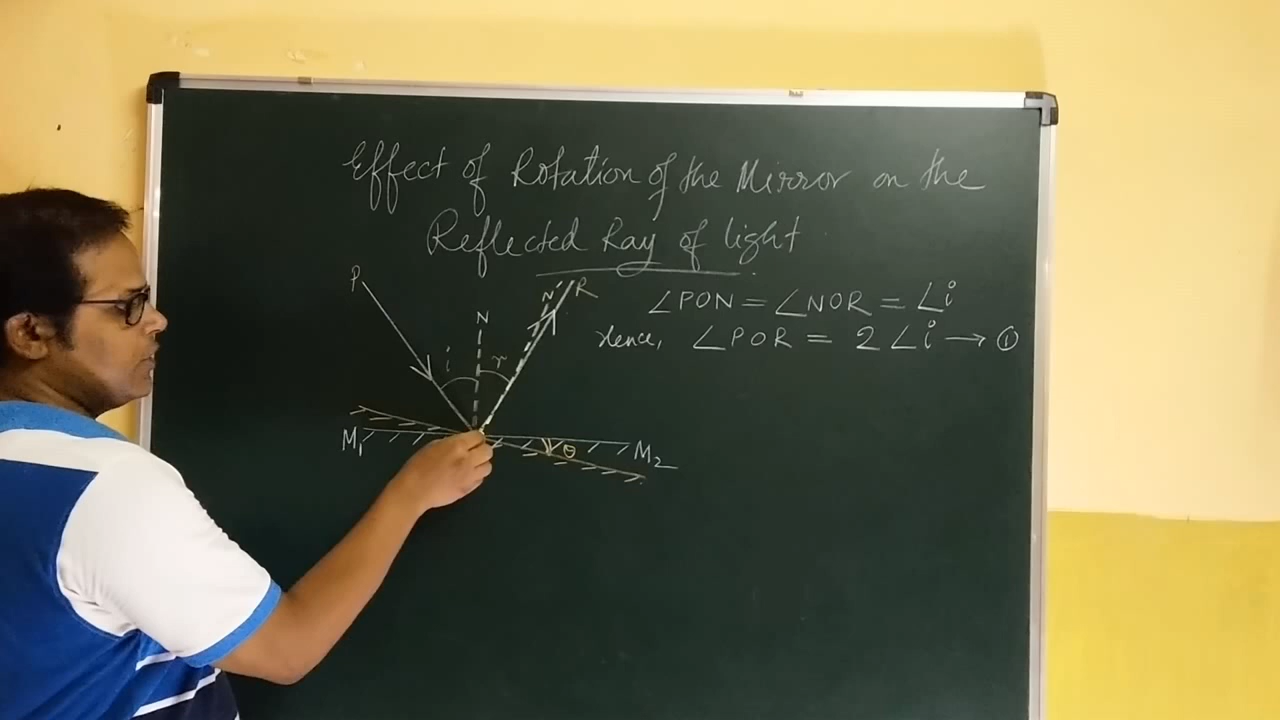 Effect of Rotation of the Mirror on the
Reflected Ray of light
P
N
N'
R
i
r
M1
θ
M2
∠PON = ∠NOR = ∠i
Hence, ∠POR = 2∠i → ①